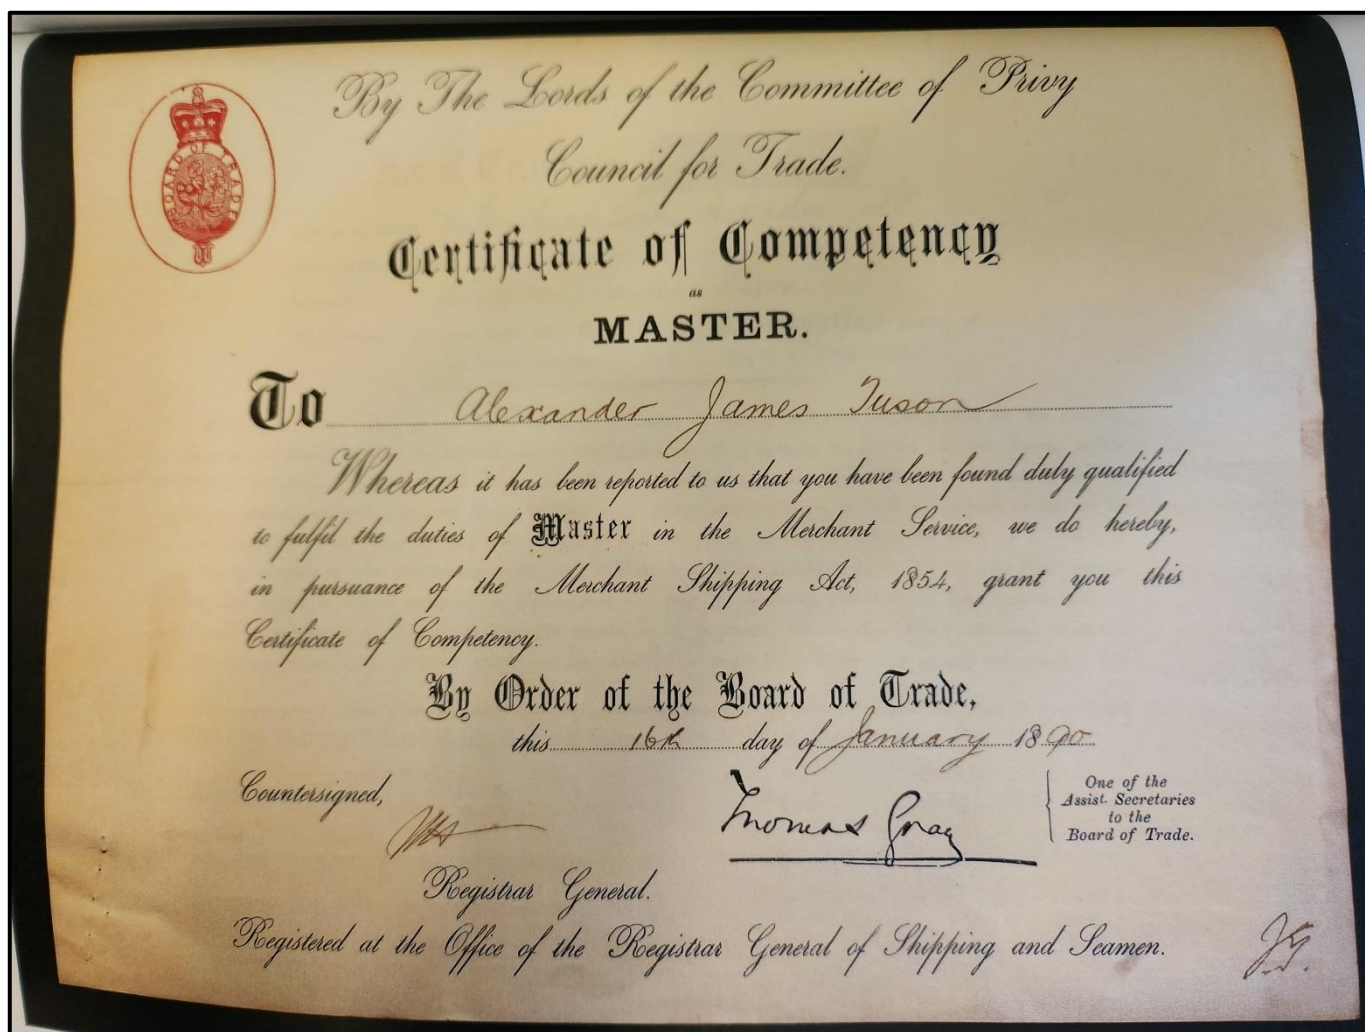 BOARD OF TRADE
By The Lords of the Committee of Privy
Council for Trade.
Certificate of Competency
as
MASTER.
To Alexander James Tuson
Whereas it has been reported to us that you have been found duly qualified
to fulfil the duties of Master in the Merchant Service, we do hereby,
in pursuance of the Merchant Shipping Act, 1854, grant you this
Certificate of Competency.
By Order of the Board of Trade,
this 16th day of January 1890
Countersigned,
Thomas Gray
One of the
Assist. Secretaries
to the
Board of Trade.
Registrar General.
Registered at the Office of the Registrar General of Shipping and Seamen.